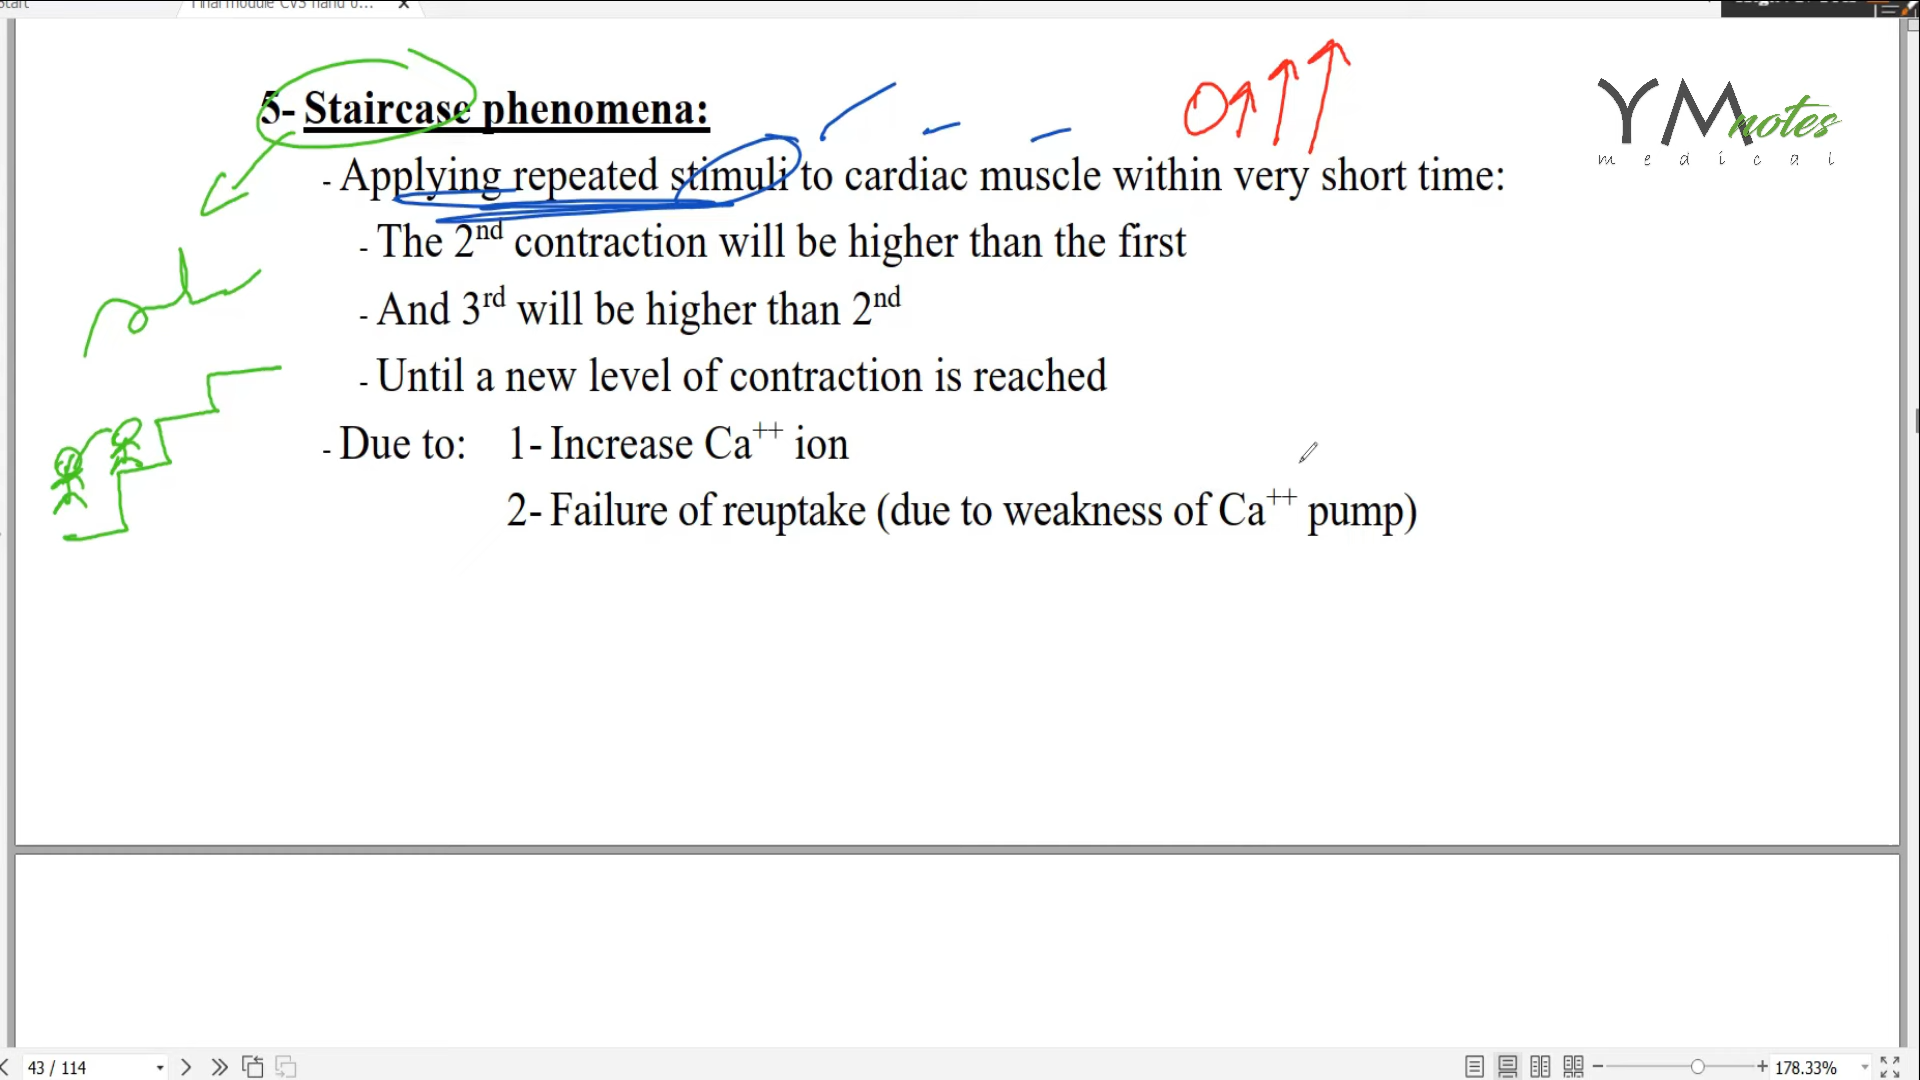 5- Staircase phenomena:
- Applying repeated stimuli to cardiac muscle within very short time:
- The 2nd contraction will be higher than the first
- And 3rd will be higher than 2nd
- Until a new level of contraction is reached
- Due to: 1- Increase Ca++ ion
2- Failure of reuptake (due to weakness of Ca++ pump)
YM notes
medical
43 / 114
178.33%